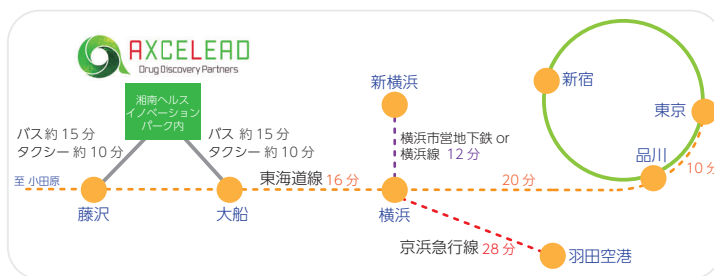 AXCELEAD
Drug Discovery Partners
湘南ヘルス
イノベーション
パーク内
バス 約 15 分
タクシー 約 10 分
バス 約 15 分
タクシー 約 10 分
至 小田原
藤沢
大船
東海道線 16 分
新横浜
横浜市営地下鉄 or
横浜線 12 分
横浜
20 分
新宿
東京
品川
10 分
京浜急行線 28 分
羽田空港